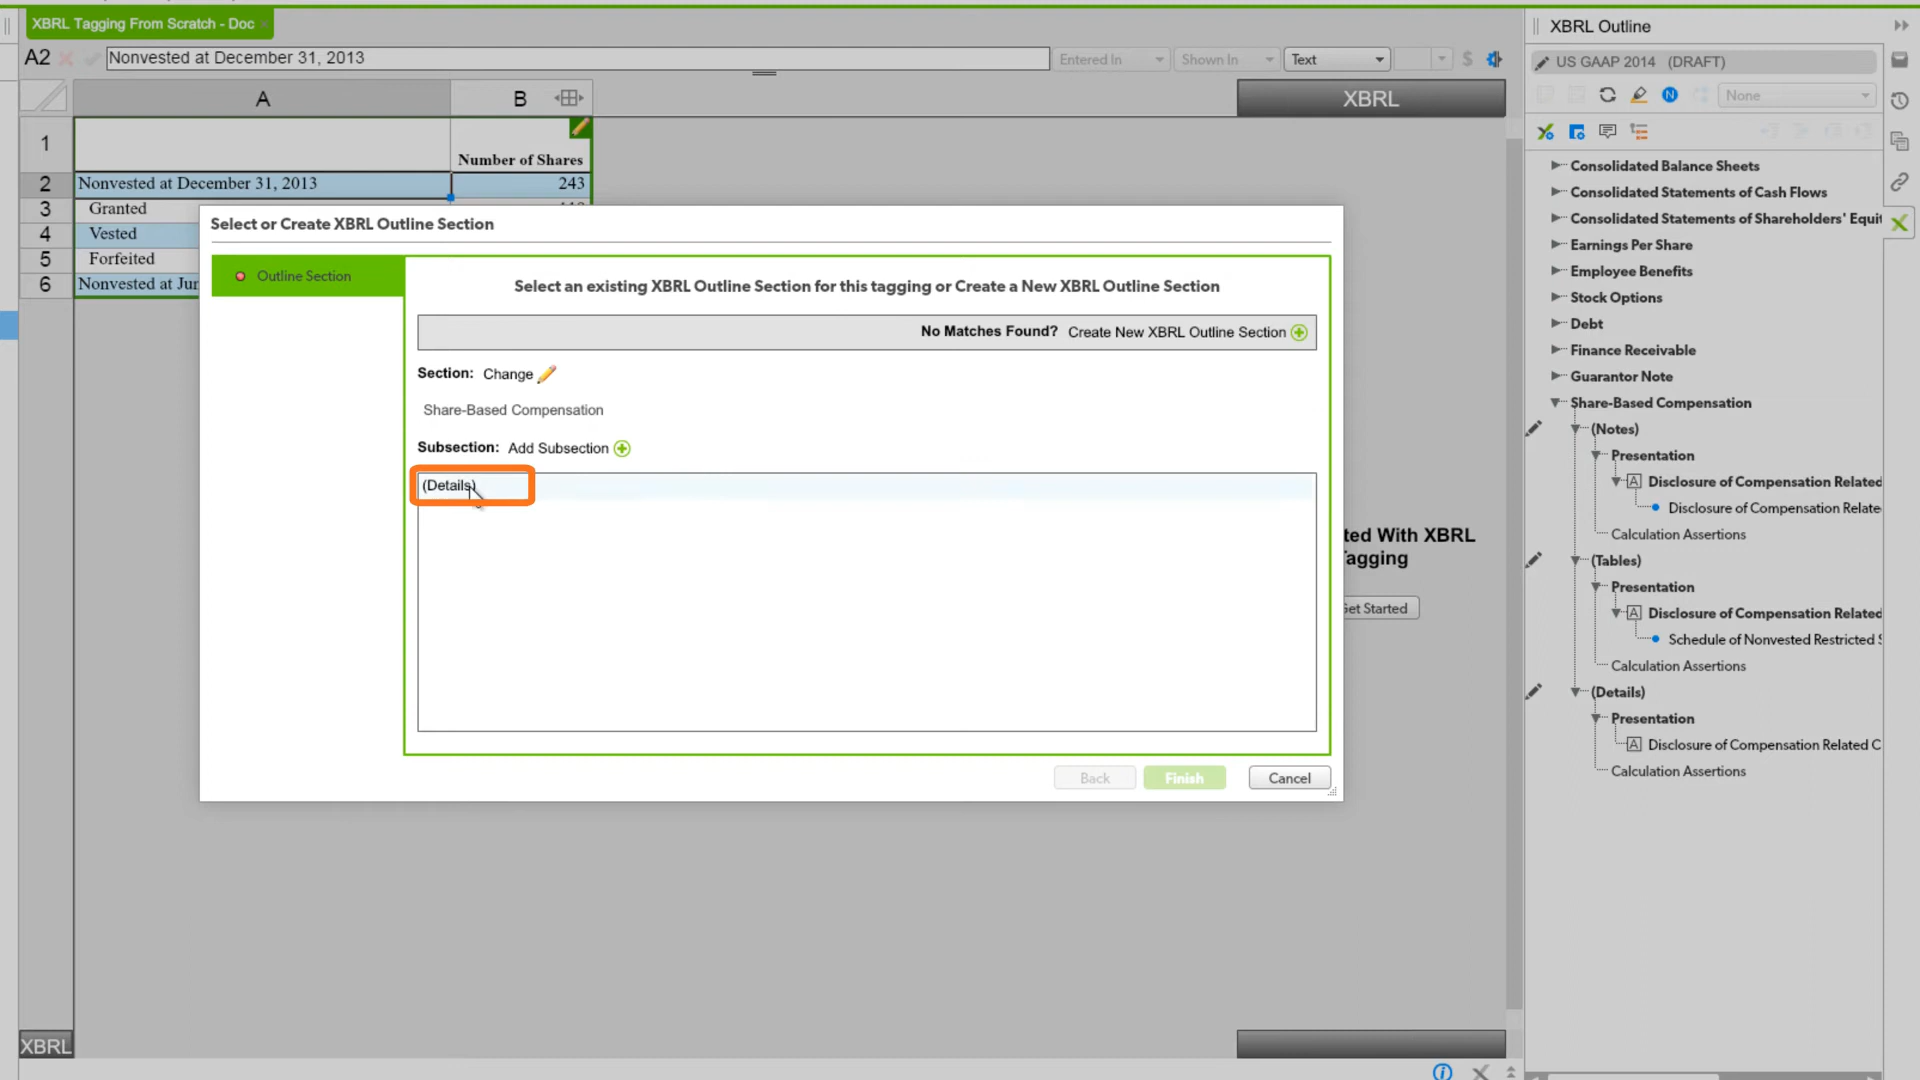 XBRL Tagging From Scratch - Doc
A2
Nonvested at December 31, 2013
Entered In
Shown In
Text
$
A
B
XBRL
1
Number of Shares
2
Nonvested at December 31, 2013
243
3
Granted
4
Vested
5
Forfeited
6
Nonvested at Jun
Select or Create XBRL Outline Section
Outline Section
Select an existing XBRL Outline Section for this tagging or Create a New XBRL Outline Section
No Matches Found? Create New XBRL Outline Section
Section: Change
Share-Based Compensation
Subsection: Add Subsection
(Details)
Back
Finish
Cancel
ted With XBRL
agging
Get Started
XBRL
XBRL Outline
US GAAP 2014 (DRAFT)
N
None
Consolidated Balance Sheets
Consolidated Statements of Cash Flows
Consolidated Statements of Shareholders' Equit
Earnings Per Share
Employee Benefits
Stock Options
Debt
Finance Receivable
Guarantor Note
Share-Based Compensation
(Notes)
Presentation
A Disclosure of Compensation Related
Disclosure of Compensation Relate
Calculation Assertions
(Tables)
Presentation
A Disclosure of Compensation Related
Schedule of Nonvested Restricted S
Calculation Assertions
(Details)
Presentation
A Disclosure of Compensation Related C
Calculation Assertions